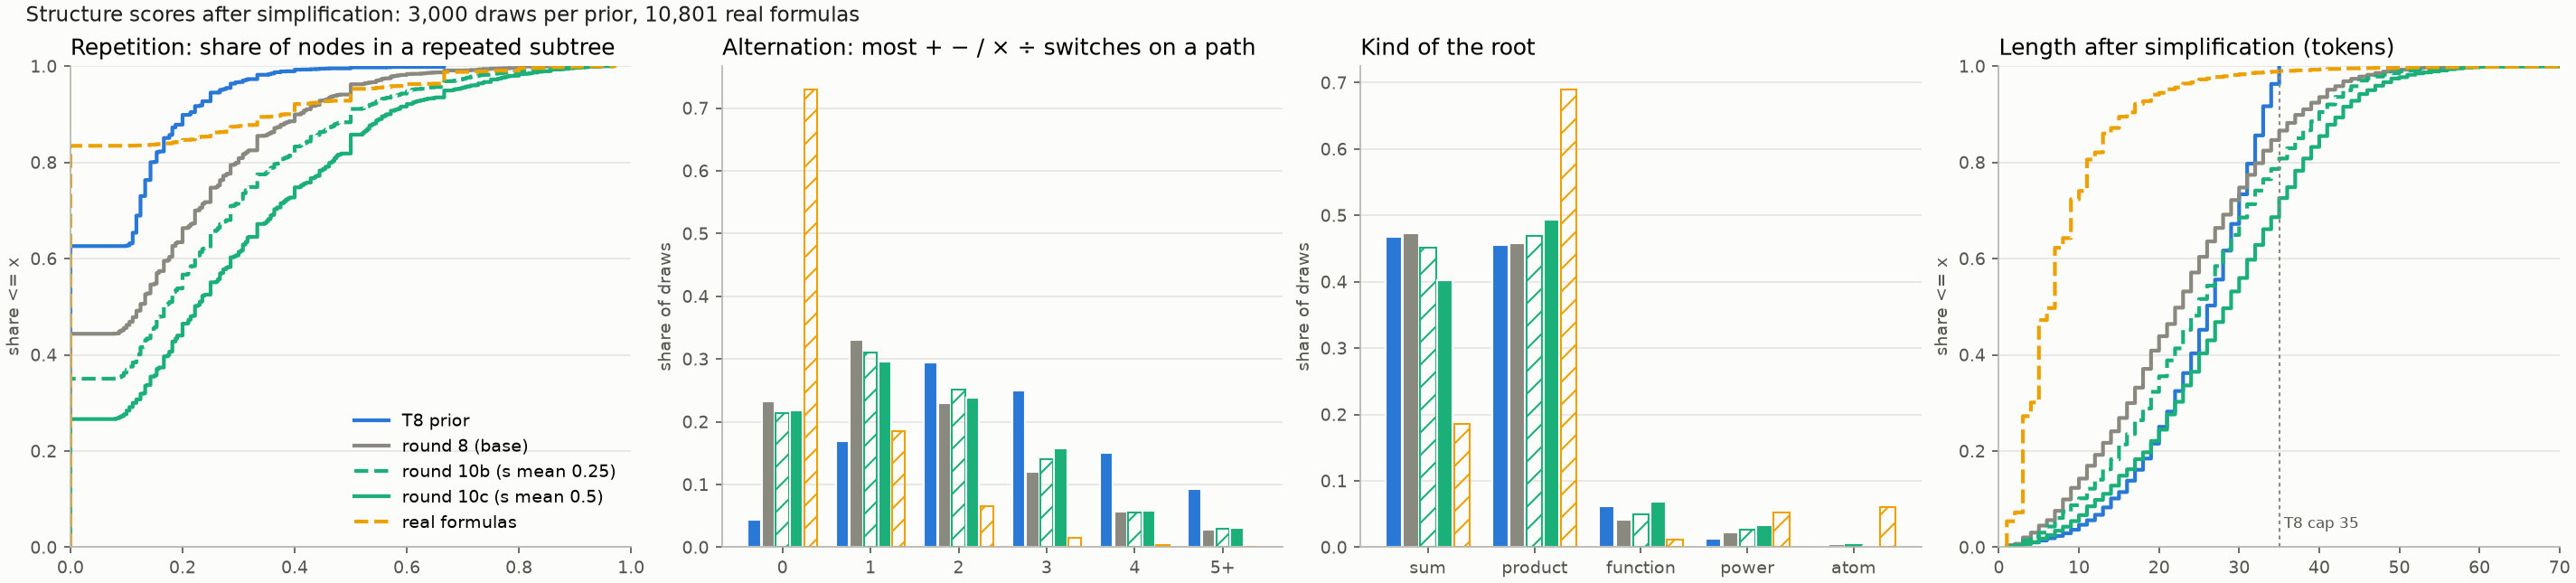 Structure scores after simplification: 3,000 draws per prior, 10,801 real formulas
Repetition: share of nodes in a repeated subtree
share <= x
1.0
0.8
0.6
0.4
0.2
0.0
0.0 0.2 0.4 0.6 0.8 1.0
T8 prior
round 8 (base)
round 10b (s mean 0.25)
round 10c (s mean 0.5)
real formulas
Alternation: most + − / × ÷ switches on a path
share of draws
0.7
0.6
0.5
0.4
0.3
0.2
0.1
0.0
0 1 2 3 4 5+
Kind of the root
share of draws
0.7
0.6
0.5
0.4
0.3
0.2
0.1
0.0
sum product function power atom
Length after simplification (tokens)
share <= x
1.0
0.8
0.6
0.4
0.2
0.0
T8 cap 35
0 10 20 30 40 50 60 70